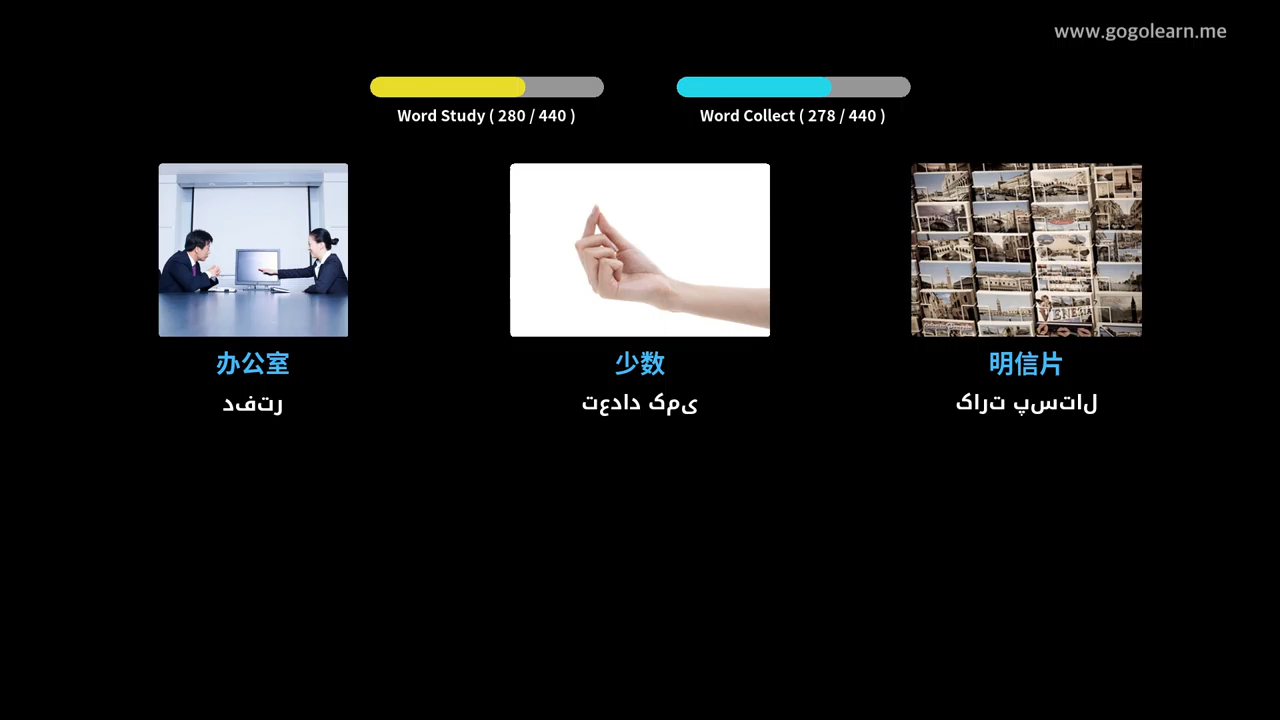 www.gogolearn.me
Word Study ( 280 / 440 )
Word Collect ( 278 / 440 )
办公室
رتفد
少数
یمک دادعت
明信片
لاتسپ تراک